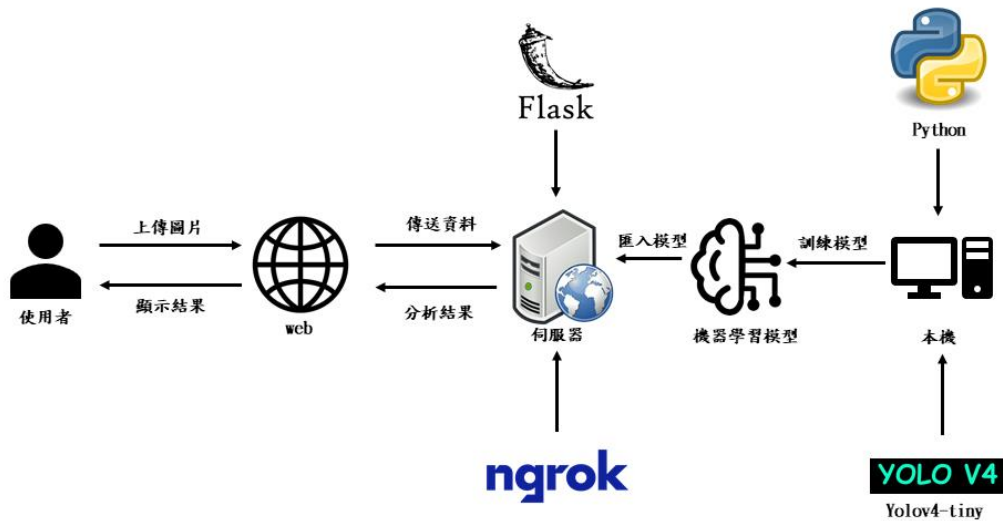 Flask
Python
上傳圖片
傳送資料
匯入模型
訓練模型
顯示結果
分析結果
使用者
web
伺服器
機器學習模型
本機
ngrok
YOLO V4
Yolov4-tiny